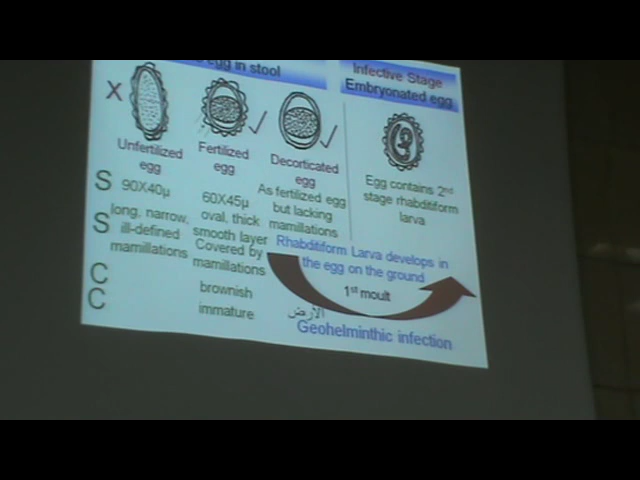 egg in stool
Infective Stage
Embryonated egg
X
Unfertilized
egg
Fertilized
egg
Decorticated
egg
Egg contains 2nd
stage rhabditiform
larva
S
90X40µ
60X45µ
As fertilized egg
but lacking
mamillations
S
long, narrow,
ill-defined
mamillations
oval, thick
smooth layer
Covered by
mamillations
Rhabditiform Larva develops in
the egg on the ground
1st moult
C
brownish
C
immature
الارض
Geohelminthic infection